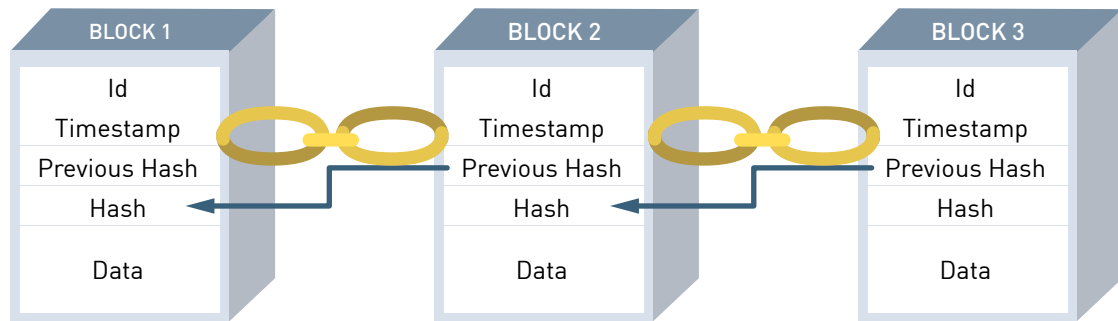 BLOCK 1
Id
Timestamp
Previous Hash
Hash
Data
BLOCK 2
Id
Timestamp
Previous Hash
Hash
Data
BLOCK 3
Id
Timestamp
Previous Hash
Hash
Data